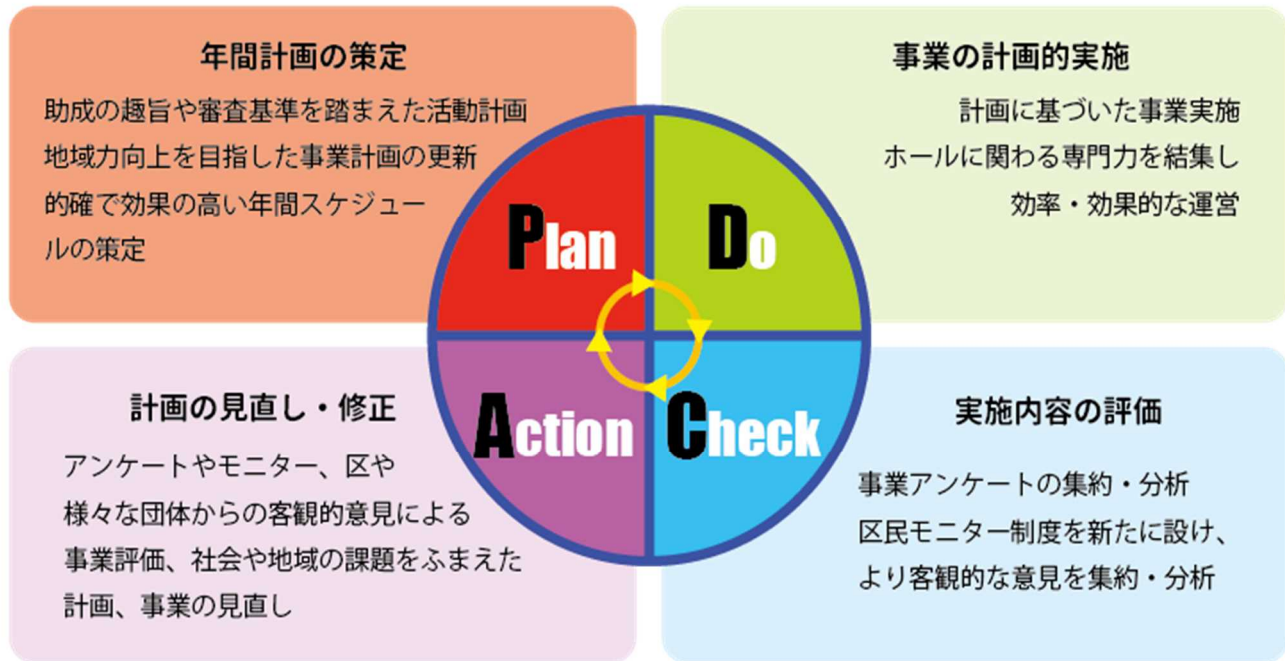 年間計画の策定
助成の趣旨や審査基準を踏まえた活動計画
地域力向上を目指した事業計画の更新
的確で効果の高い年間スケジュー
ルの策定
事業の計画的実施
計画に基づいた事業実施
ホールに関わる専門力を結集し
効率・効果的な運営
Plan
Do
Action
Check
計画の見直し・修正
アンケートやモニター、区や
様々な団体からの客観的意見による
事業評価、社会や地域の課題をふまえた
計画、事業の見直し
実施内容の評価
事業アンケートの集約・分析
区民モニター制度を新たに設け、
より客観的な意見を集約・分析